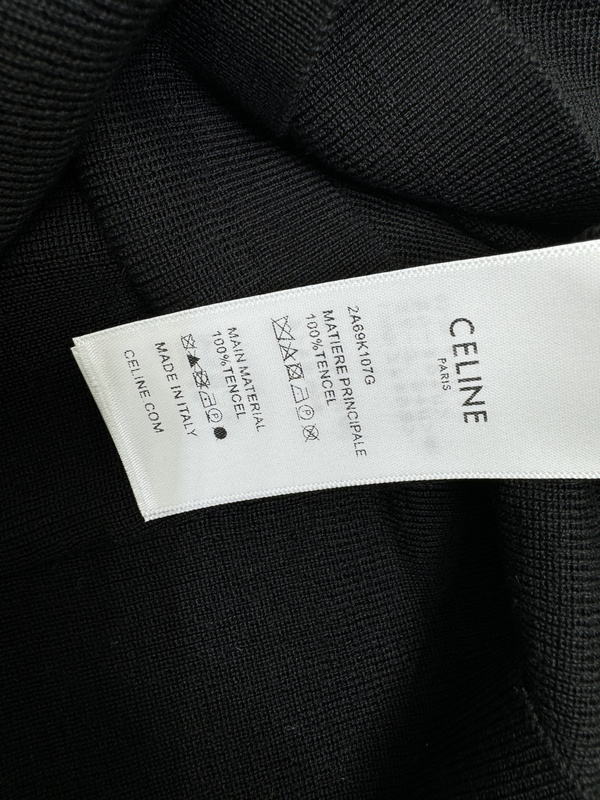 CELINE
PARIS
2A69K107G
MATIERE PRINCIPALE
100%TENCEL
MAIN MATERIAL
100%TENCEL
MADE IN ITALY
CELINE.COM